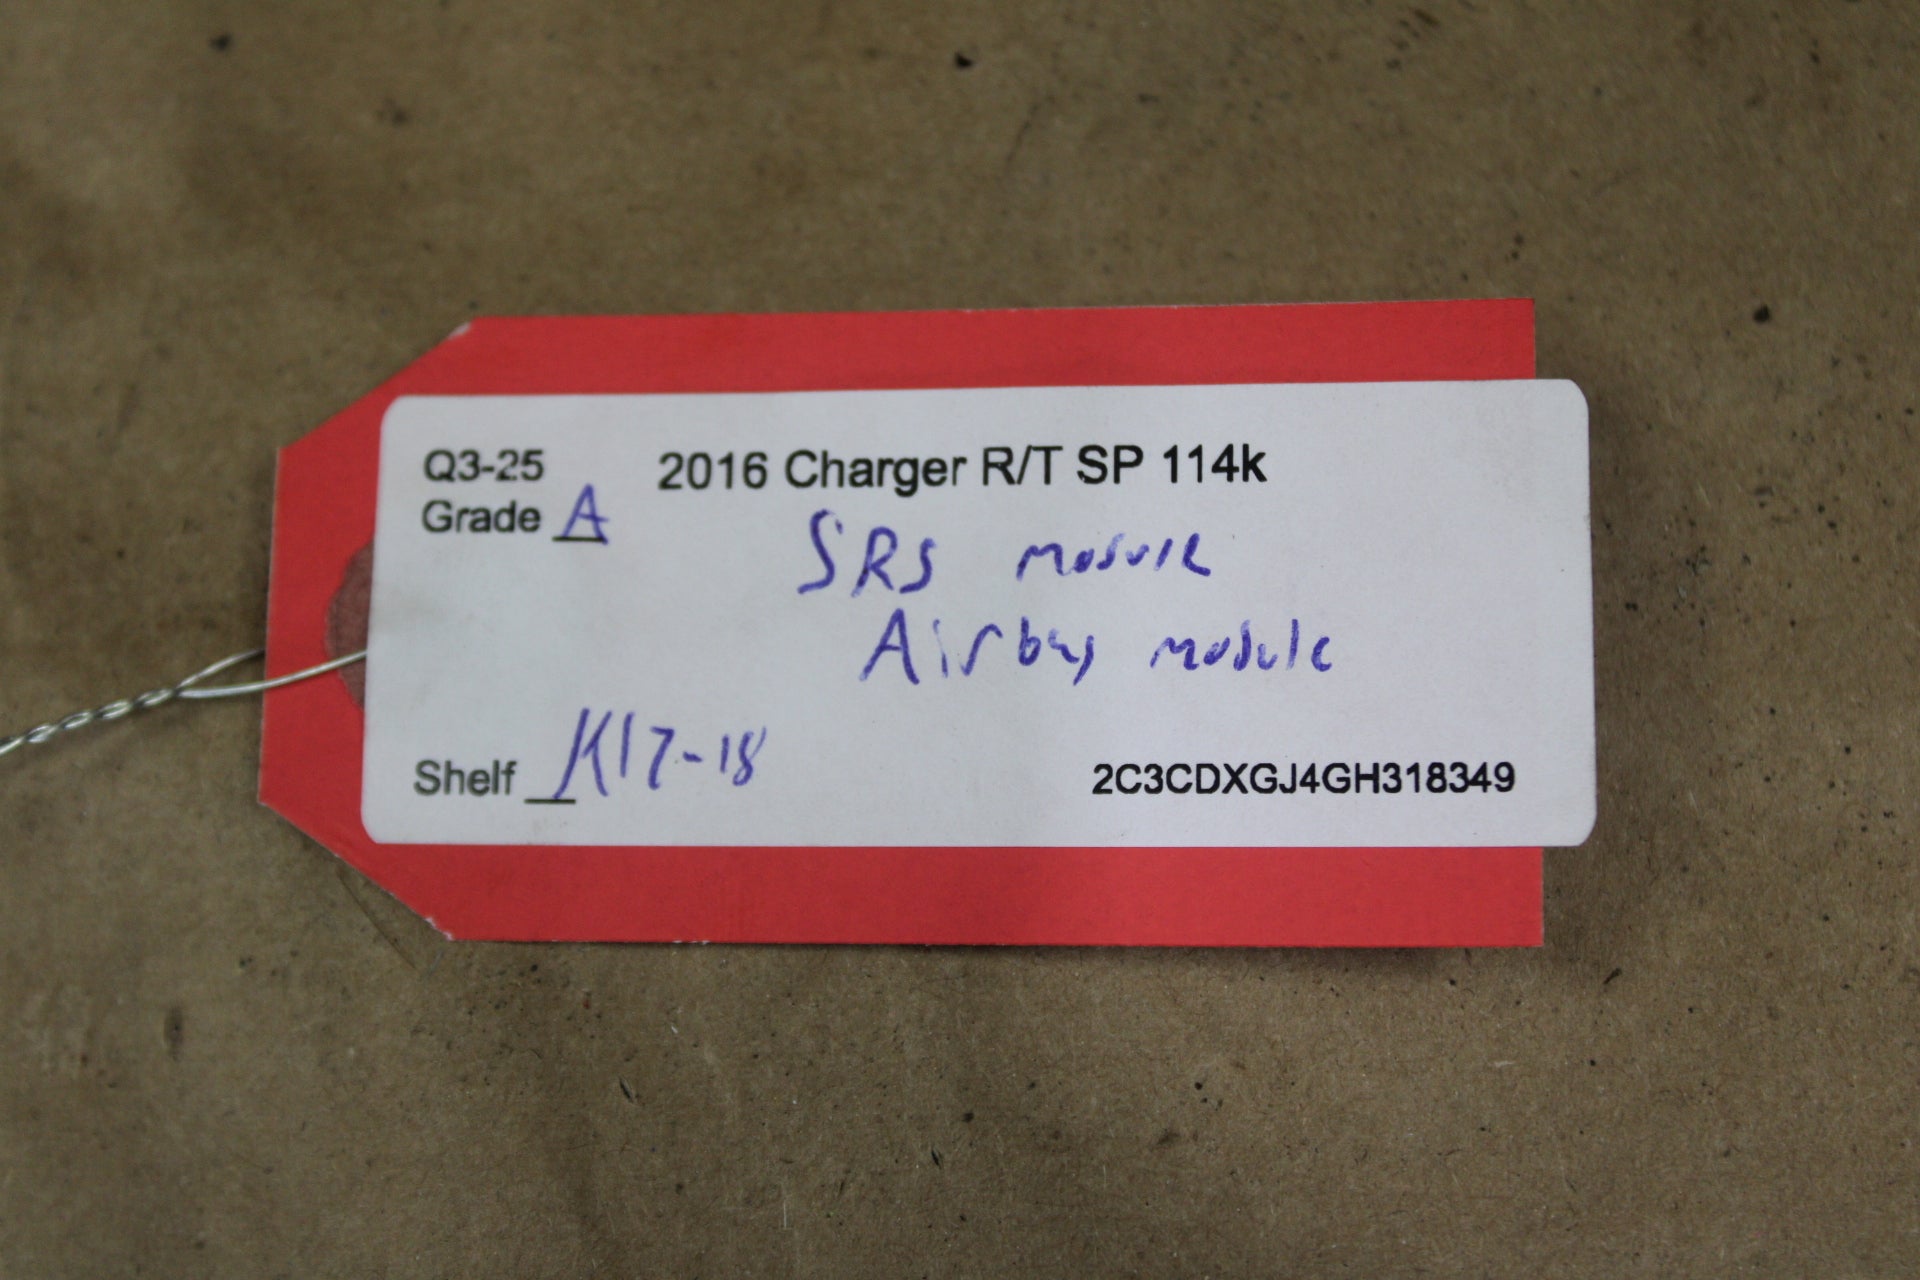 Q3-25 2016 Charger R/T SP 114k
Grade A
SRS module
Airbag module
Shelf K17-18
2C3CDXGJ4GH318349